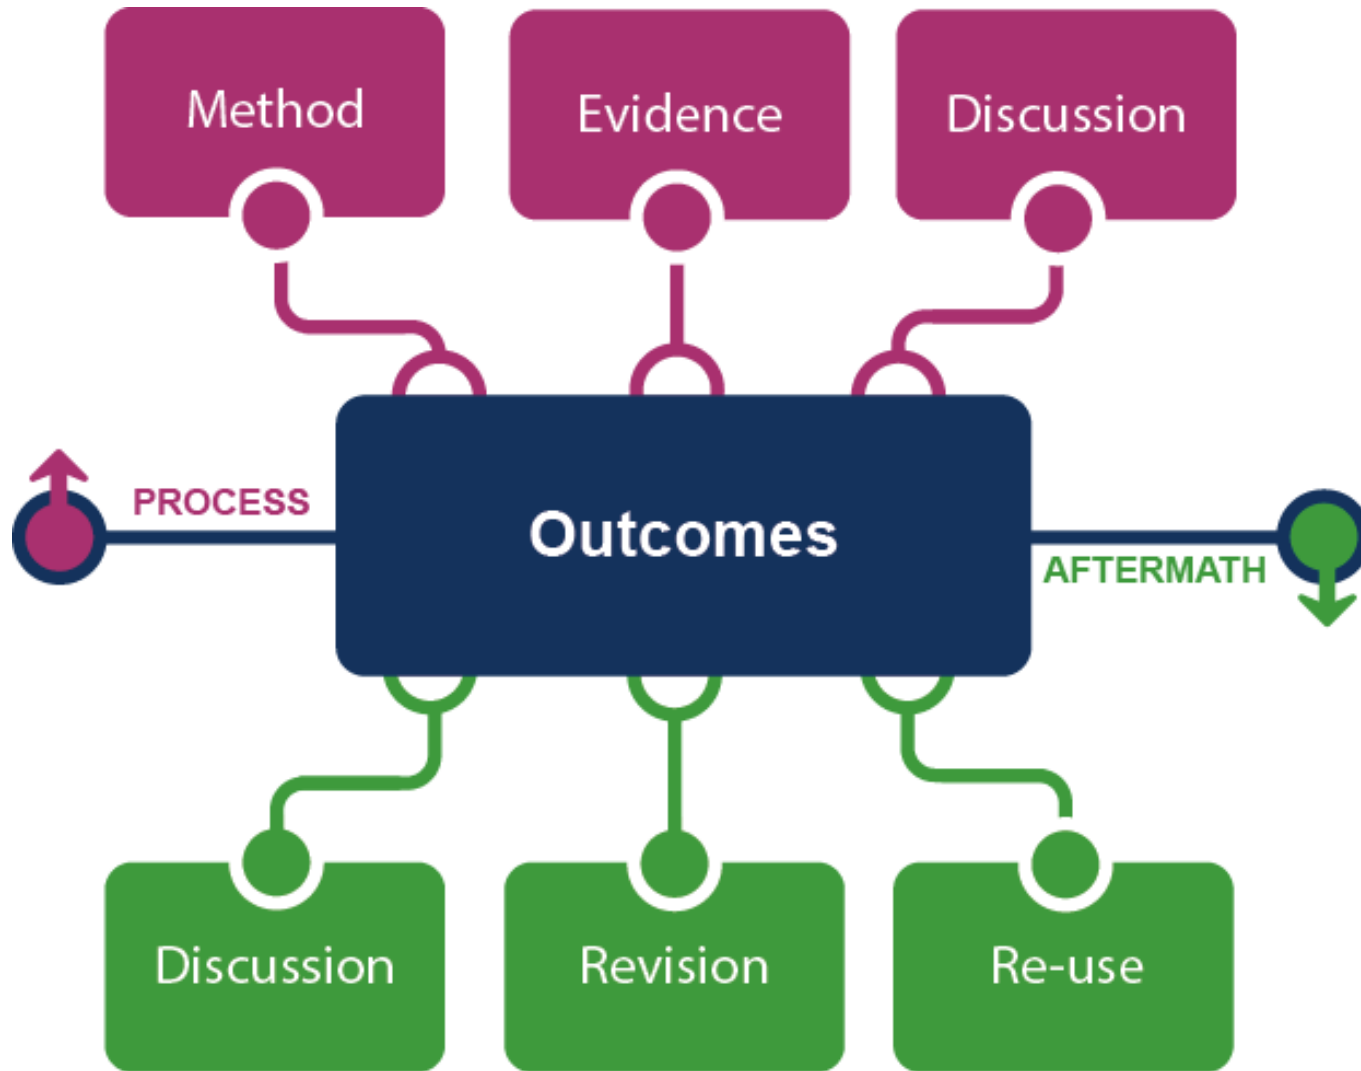 Method
Evidence
Discussion
PROCESS
Outcomes
AFTERMATH
Discussion
Revision
Re-use